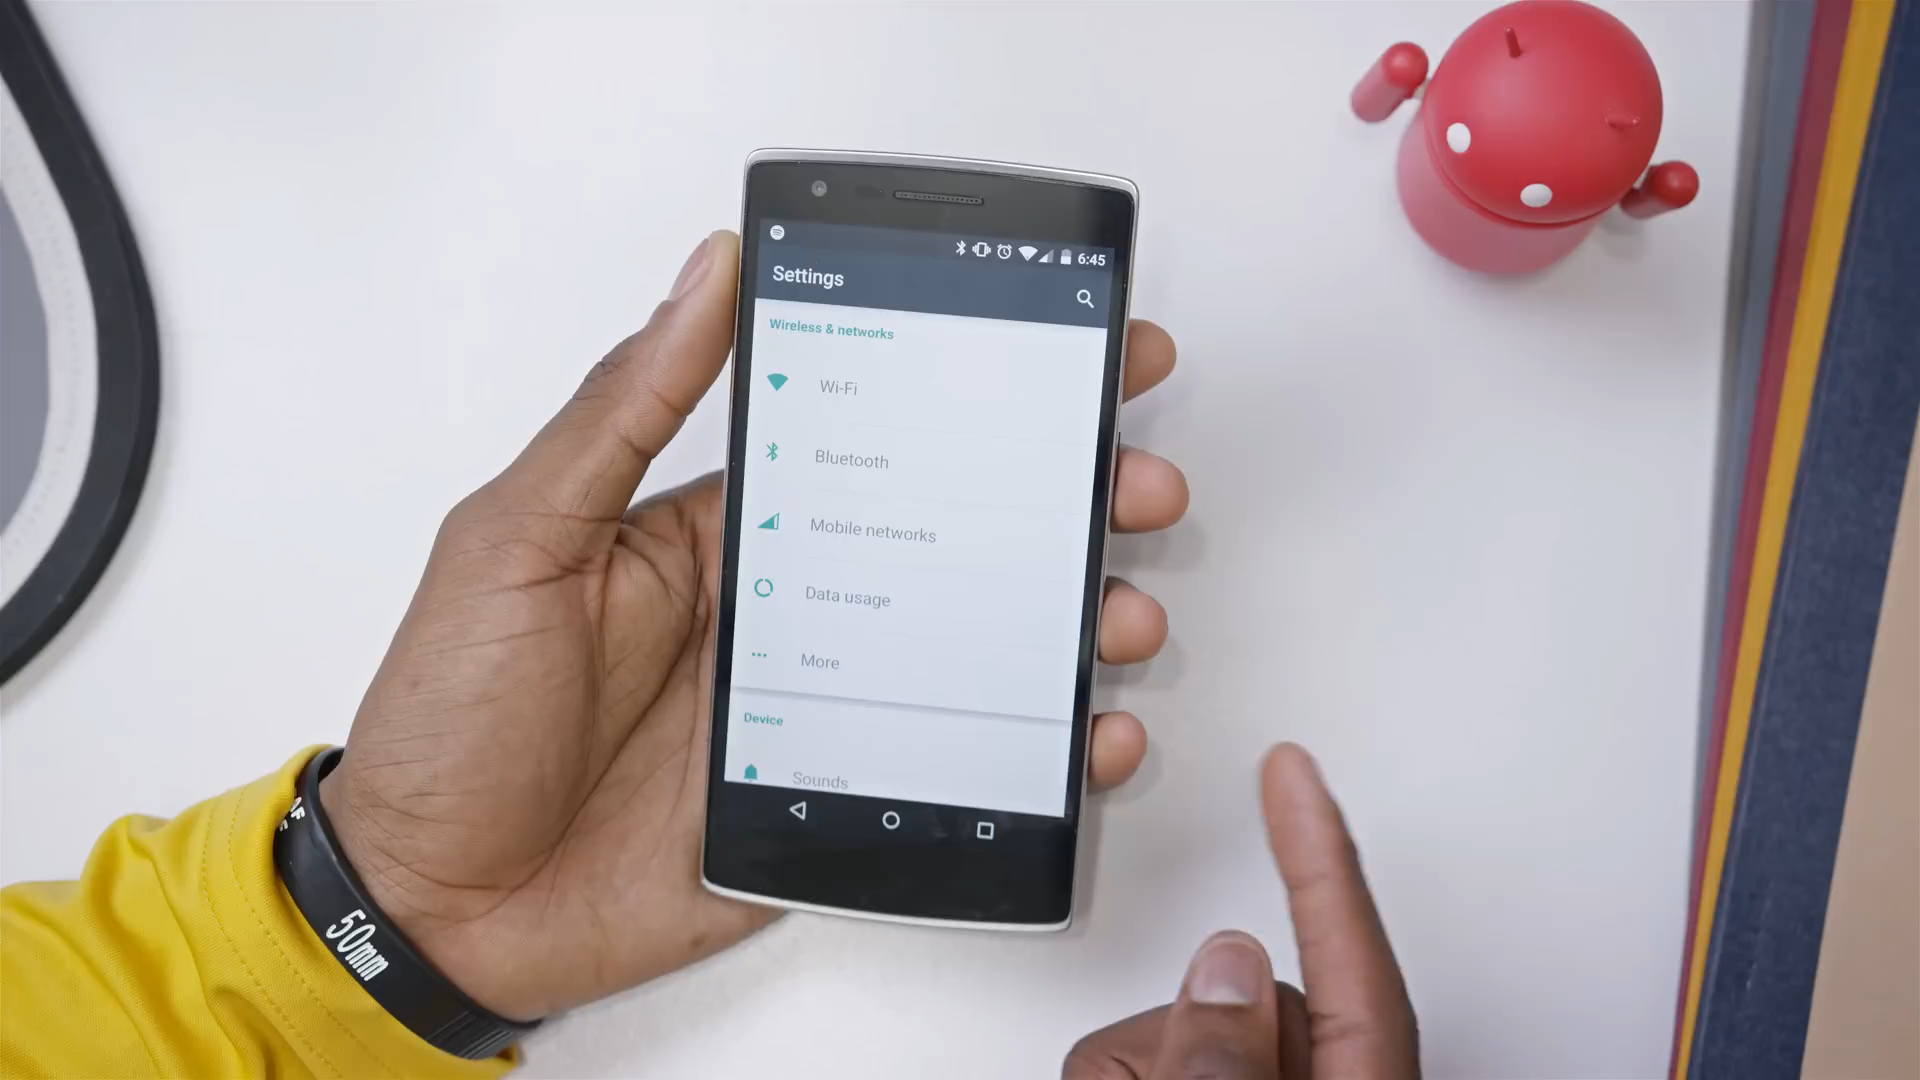 6:45
Settings
Wireless & networks
Wi-Fi
Bluetooth
Mobile networks
Data usage
More
Device
Sounds
50mm